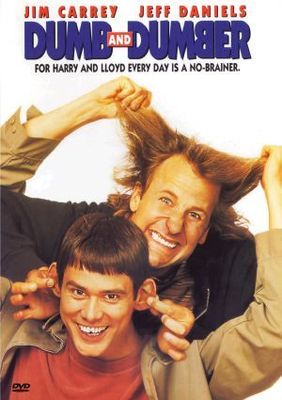 JIM CARREY JEFF DANIELS
DUMB AND DUMBER
FOR HARRY AND LLOYD EVERY DAY IS A NO-BRAINER.
DVD